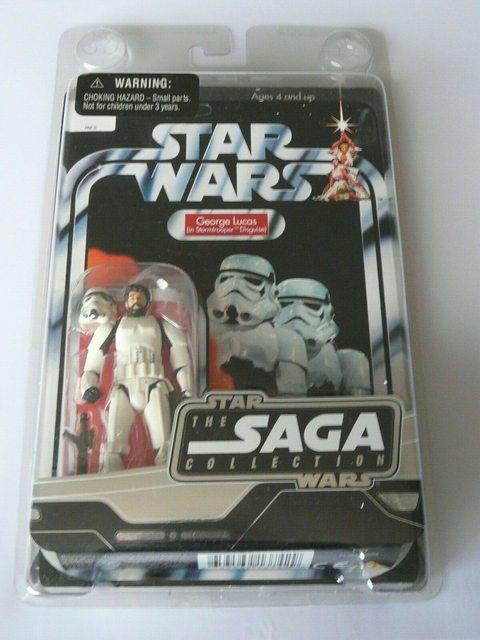 WARNING:
CHOKING HAZARD – Small parts.
Not for children under 3 years.
Ages 4 and up
STAR
WARS
George Lucas
(in Stormtrooper™ Disguise)
STAR
THE
SAGA
COLLECTION
WARS